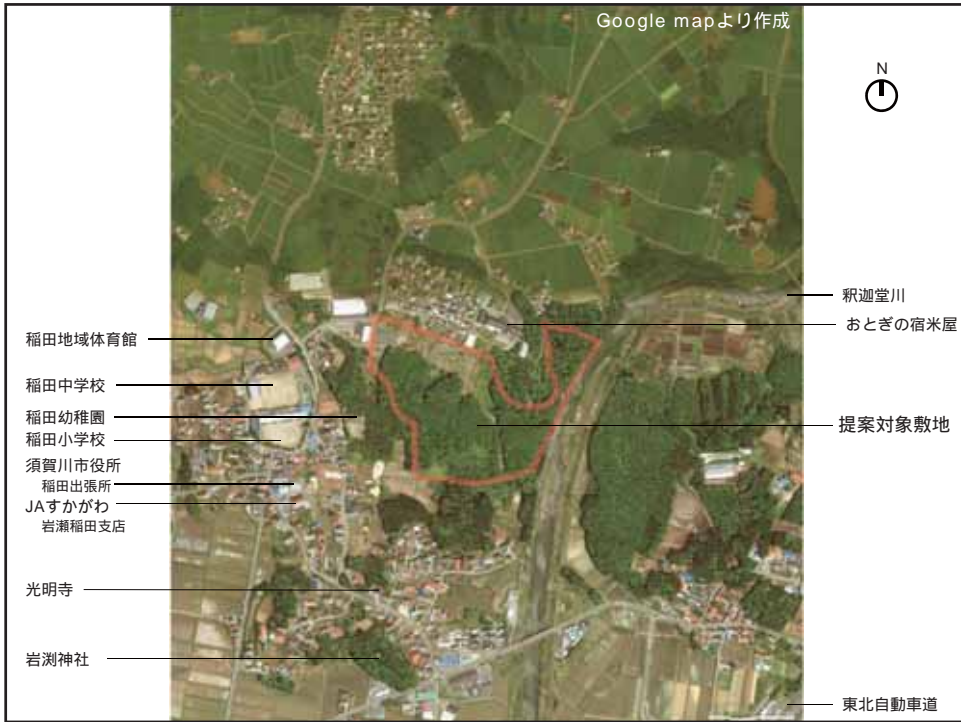 Google mapより作成
N
稲田地域体育館
稲田中学校
稲田幼稚園
稲田小学校
須賀川市役所
稲田出張所
JAすかがわ
岩瀬稲田支店
光明寺
岩渕神社
釈迦堂川
おとぎの宿米屋
提案対象敷地
東北自動車道